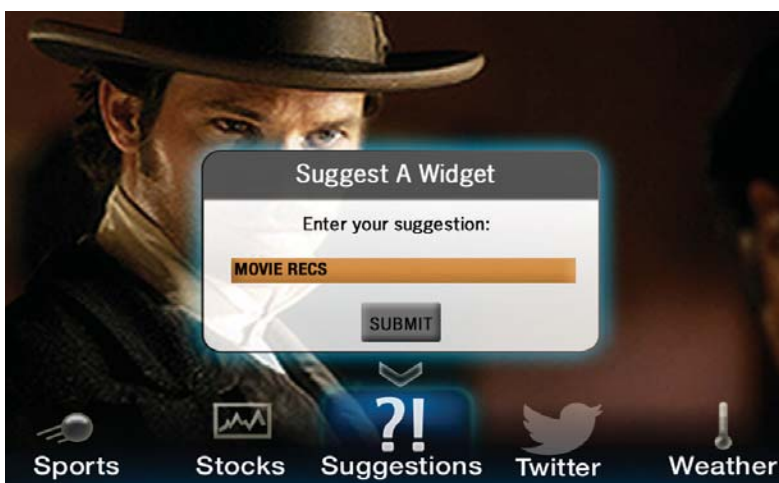 Suggest A Widget
Enter your suggestion:
MOVIE RECS
SUBMIT
?!
Sports Stocks Suggestions Twitter Weather